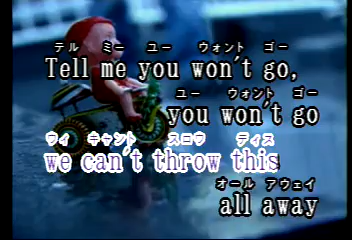 テル ミー ユー ウォント ゴー
Tell me you won't go,
ユー ウォント ゴー
you won't go
ウィ キャント スロウ ディス
we can't throw this
オール アウェイ
all away